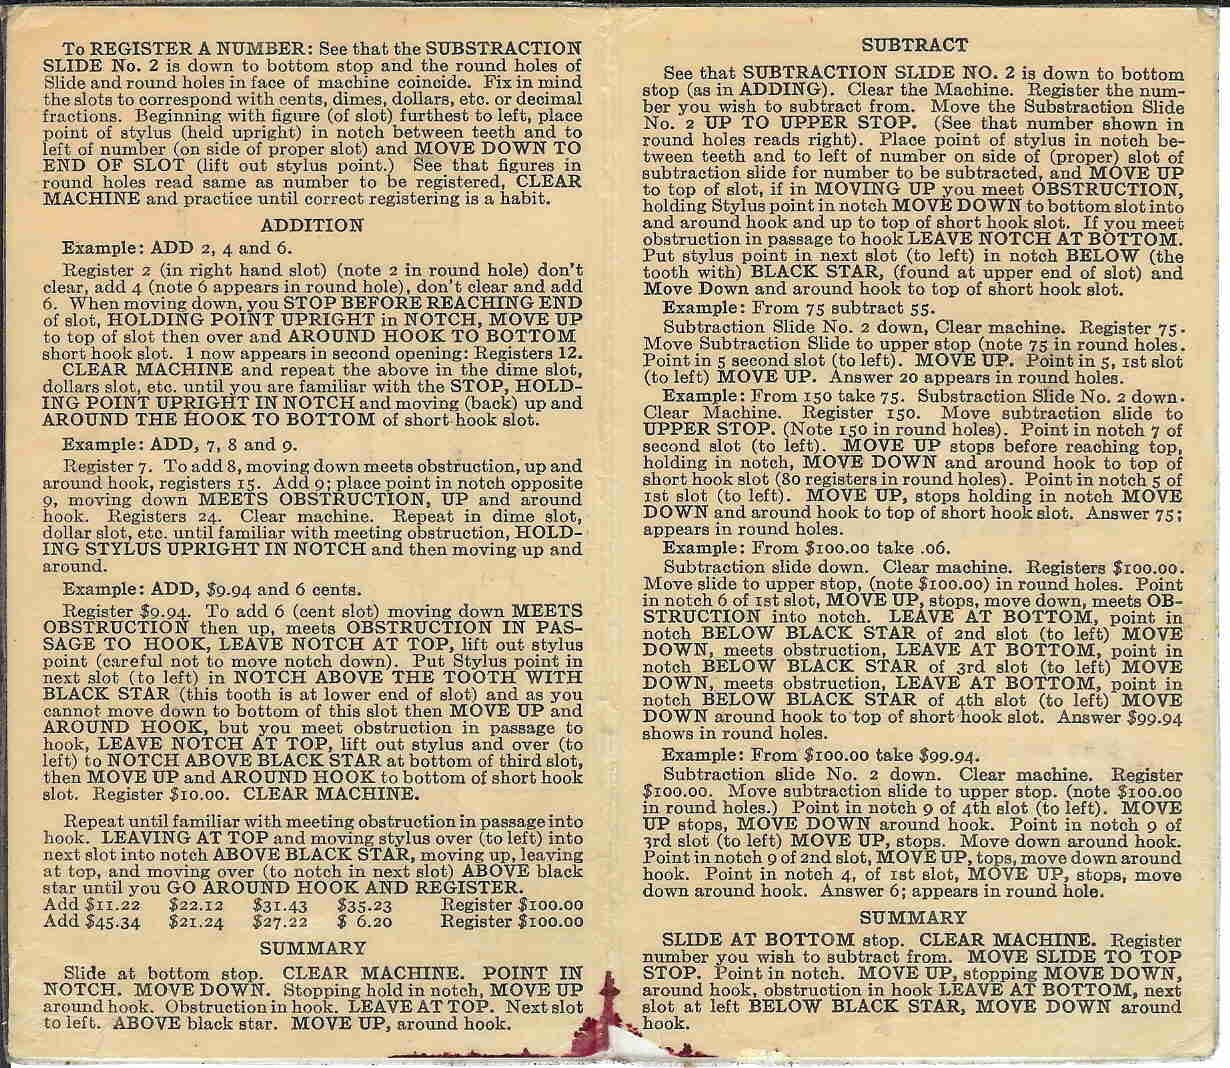 To REGISTER A NUMBER: See that the SUBSTRACTION
SLIDE No. 2 is down to bottom stop and the round holes of
Slide and round holes in face of machine coincide. Fix in mind
the slots to correspond with cents, dimes, dollars, etc. or decimal
fractions. Beginning with figure (of slot) furthest to left, place
point of stylus (held upright) in notch between teeth and to
left of number (on side of proper slot) and MOVE DOWN TO
END OF SLOT (lift out stylus point.) See that figures in
round holes read same as number to be registered, CLEAR
MACHINE and practice until correct registering is a habit.
ADDITION
Example: ADD 2, 4 and 6.
Register 2 (in right hand slot) (note 2 in round hole) don't
clear, add 4 (note 6 appears in round hole), don't clear and add
6. When moving down, you STOP BEFORE REACHING END
of slot, HOLDING POINT UPRIGHT in NOTCH, MOVE UP
to top of slot then over and AROUND HOOK TO BOTTOM
short hook slot. 1 now appears in second opening: Registers 12.
CLEAR MACHINE and repeat the above in the dime slot,
dollars slot, etc. until you are familiar with the STOP, HOLD-
ING POINT UPRIGHT IN NOTCH and moving (back) up and
AROUND THE HOOK TO BOTTOM of short hook slot.
Example: ADD, 7, 8 and 9.
Register 7. To add 8, moving down meets obstruction, up and
around hook, registers 15. Add 9; place point in notch opposite
9, moving down MEETS OBSTRUCTION, UP and around
hook. Registers 24. Clear machine. Repeat in dime slot,
dollar slot, etc. until familiar with meeting obstruction, HOLD-
ING STYLUS UPRIGHT IN NOTCH and then moving up and
around.
Example: ADD, $9.94 and 6 cents.
Register $9.94. To add 6 (cent slot) moving down MEETS
OBSTRUCTION then up, meets OBSTRUCTION IN PAS-
SAGE TO HOOK, LEAVE NOTCH AT TOP, lift out stylus
point (careful not to move notch down). Put Stylus point in
next slot (to left) in NOTCH ABOVE THE TOOTH WITH
BLACK STAR (this tooth is at lower end of slot) and as you
cannot move down to bottom of this slot then MOVE UP and
AROUND HOOK, but you meet obstruction in passage to
hook, LEAVE NOTCH AT TOP, lift out stylus and over (to
left) to NOTCH ABOVE BLACK STAR at bottom of third slot,
then MOVE UP and AROUND HOOK to bottom of short hook
slot. Register $10.00. CLEAR MACHINE.
Repeat until familiar with meeting obstruction in passage into
hook. LEAVING AT TOP and moving stylus over (to left) into
next slot into notch ABOVE BLACK STAR, moving up, leaving
at top, and moving over (to notch in next slot) ABOVE black
star until you GO AROUND HOOK AND REGISTER.
Add $11.22 $22.12 $31.43 $35.23 Register $100.00
Add $45.34 $21.24 $27.22 $ 6.20 Register $100.00
SUMMARY
Slide at bottom stop. CLEAR MACHINE. POINT IN
NOTCH. MOVE DOWN. Stopping hold in notch, MOVE UP
around hook. Obstruction in hook. LEAVE AT TOP. Next slot
to left. ABOVE black star. MOVE UP, around hook.
SUBTRACT
See that SUBTRACTION SLIDE NO. 2 is down to bottom
stop (as in ADDING). Clear the Machine. Register the num-
ber you wish to subtract from. Move the Substraction Slide
No. 2 UP TO UPPER STOP. (See that number shown in
round holes reads right). Place point of stylus in notch be-
tween teeth and to left of number on side of (proper) slot of
subtraction slide for number to be subtracted, and MOVE UP
to top of slot, if in MOVING UP you meet OBSTRUCTION,
holding Stylus point in notch MOVE DOWN to bottom slot into
and around hook and up to top of short hook slot. If you meet
obstruction in passage to hook LEAVE NOTCH AT BOTTOM.
Put stylus point in next slot (to left) in notch BELOW (the
tooth with) BLACK STAR, (found at upper end of slot) and
Move Down and around hook to top of short hook slot.
Example: From 75 subtract 55.
Subtraction Slide No. 2 down, Clear machine. Register 75.
Move Subtraction Slide to upper stop (note 75 in round holes.
Point in 5 second slot (to left). MOVE UP. Point in 5, 1st slot
(to left) MOVE UP. Answer 20 appears in round holes.
Example: From 150 take 75. Substraction Slide No. 2 down.
Clear Machine. Register 150. Move subtraction slide to
UPPER STOP. (Note 150 in round holes). Point in notch 7 of
second slot (to left). MOVE UP stops before reaching top,
holding in notch, MOVE DOWN and around hook to top of
short hook slot (80 registers in round holes). Point in notch 5 of
1st slot (to left). MOVE UP, stops holding in notch MOVE
DOWN and around hook to top of short hook slot. Answer 75;
appears in round holes.
Example: From $100.00 take .06.
Subtraction slide down. Clear machine. Registers $100.00.
Move slide to upper stop, (note $100.00) in round holes. Point
in notch 6 of 1st slot, MOVE UP, stops, move down, meets OB-
STRUCTION into notch. LEAVE AT BOTTOM, point in
notch BELOW BLACK STAR of 2nd slot (to left) MOVE
DOWN, meets obstruction, LEAVE AT BOTTOM, point in
notch BELOW BLACK STAR of 3rd slot (to left) MOVE
DOWN, meets obstruction, LEAVE AT BOTTOM, point in
notch BELOW BLACK STAR of 4th slot (to left) MOVE
DOWN around hook to top of short hook slot. Answer $99.94
shows in round holes.
Example: From $100.00 take $99.94.
Subtraction slide No. 2 down. Clear machine. Register
$100.00. Move subtraction slide to upper stop. (note $100.00
in round holes.) Point in notch 9 of 4th slot (to left). MOVE
UP stops, MOVE DOWN around hook. Point in notch 9 of
3rd slot (to left) MOVE UP, stops. Move down around hook.
Point in notch 9 of 2nd slot, MOVE UP, tops, move down around
hook. Point in notch 4, of 1st slot, MOVE UP, stops, move
down around hook. Answer 6; appears in round hole.
SUMMARY
SLIDE AT BOTTOM stop. CLEAR MACHINE. Register
number you wish to subtract from. MOVE SLIDE TO TOP
STOP. Point in notch. MOVE UP, stopping MOVE DOWN,
around hook, obstruction in hook LEAVE AT BOTTOM, next
slot at left BELOW BLACK STAR, MOVE DOWN around
hook.